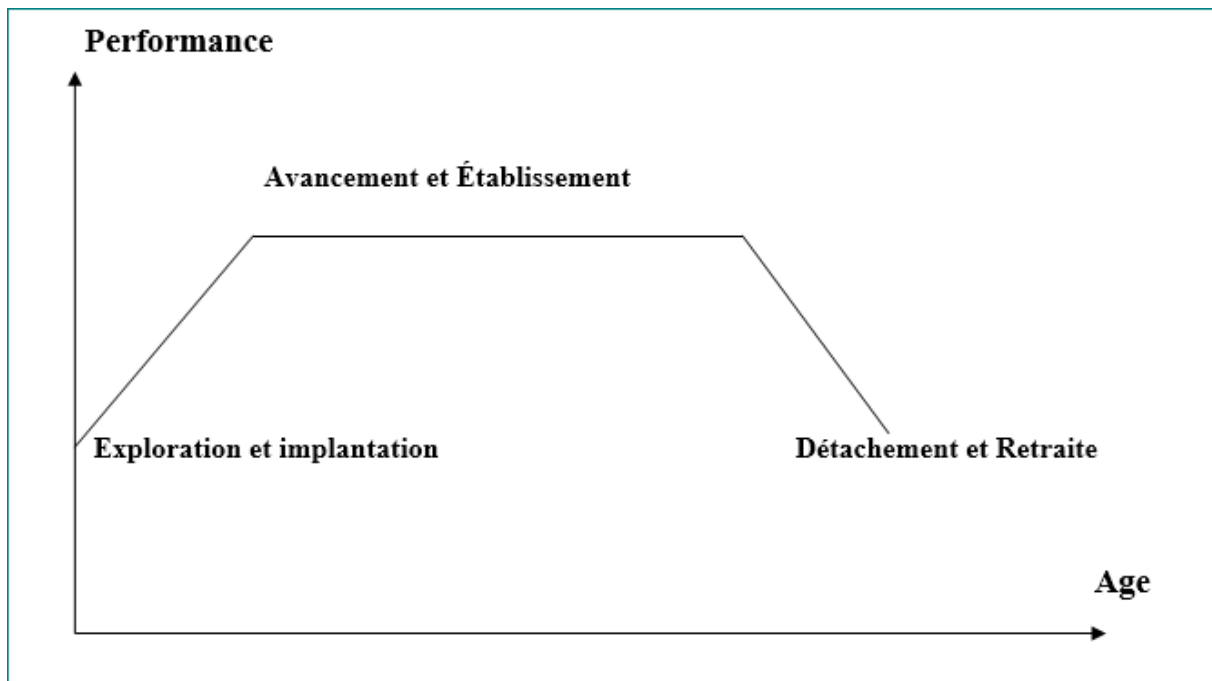 Performance
Avancement et Établissement
Exploration et implantation
Détachement et Retraite
Age